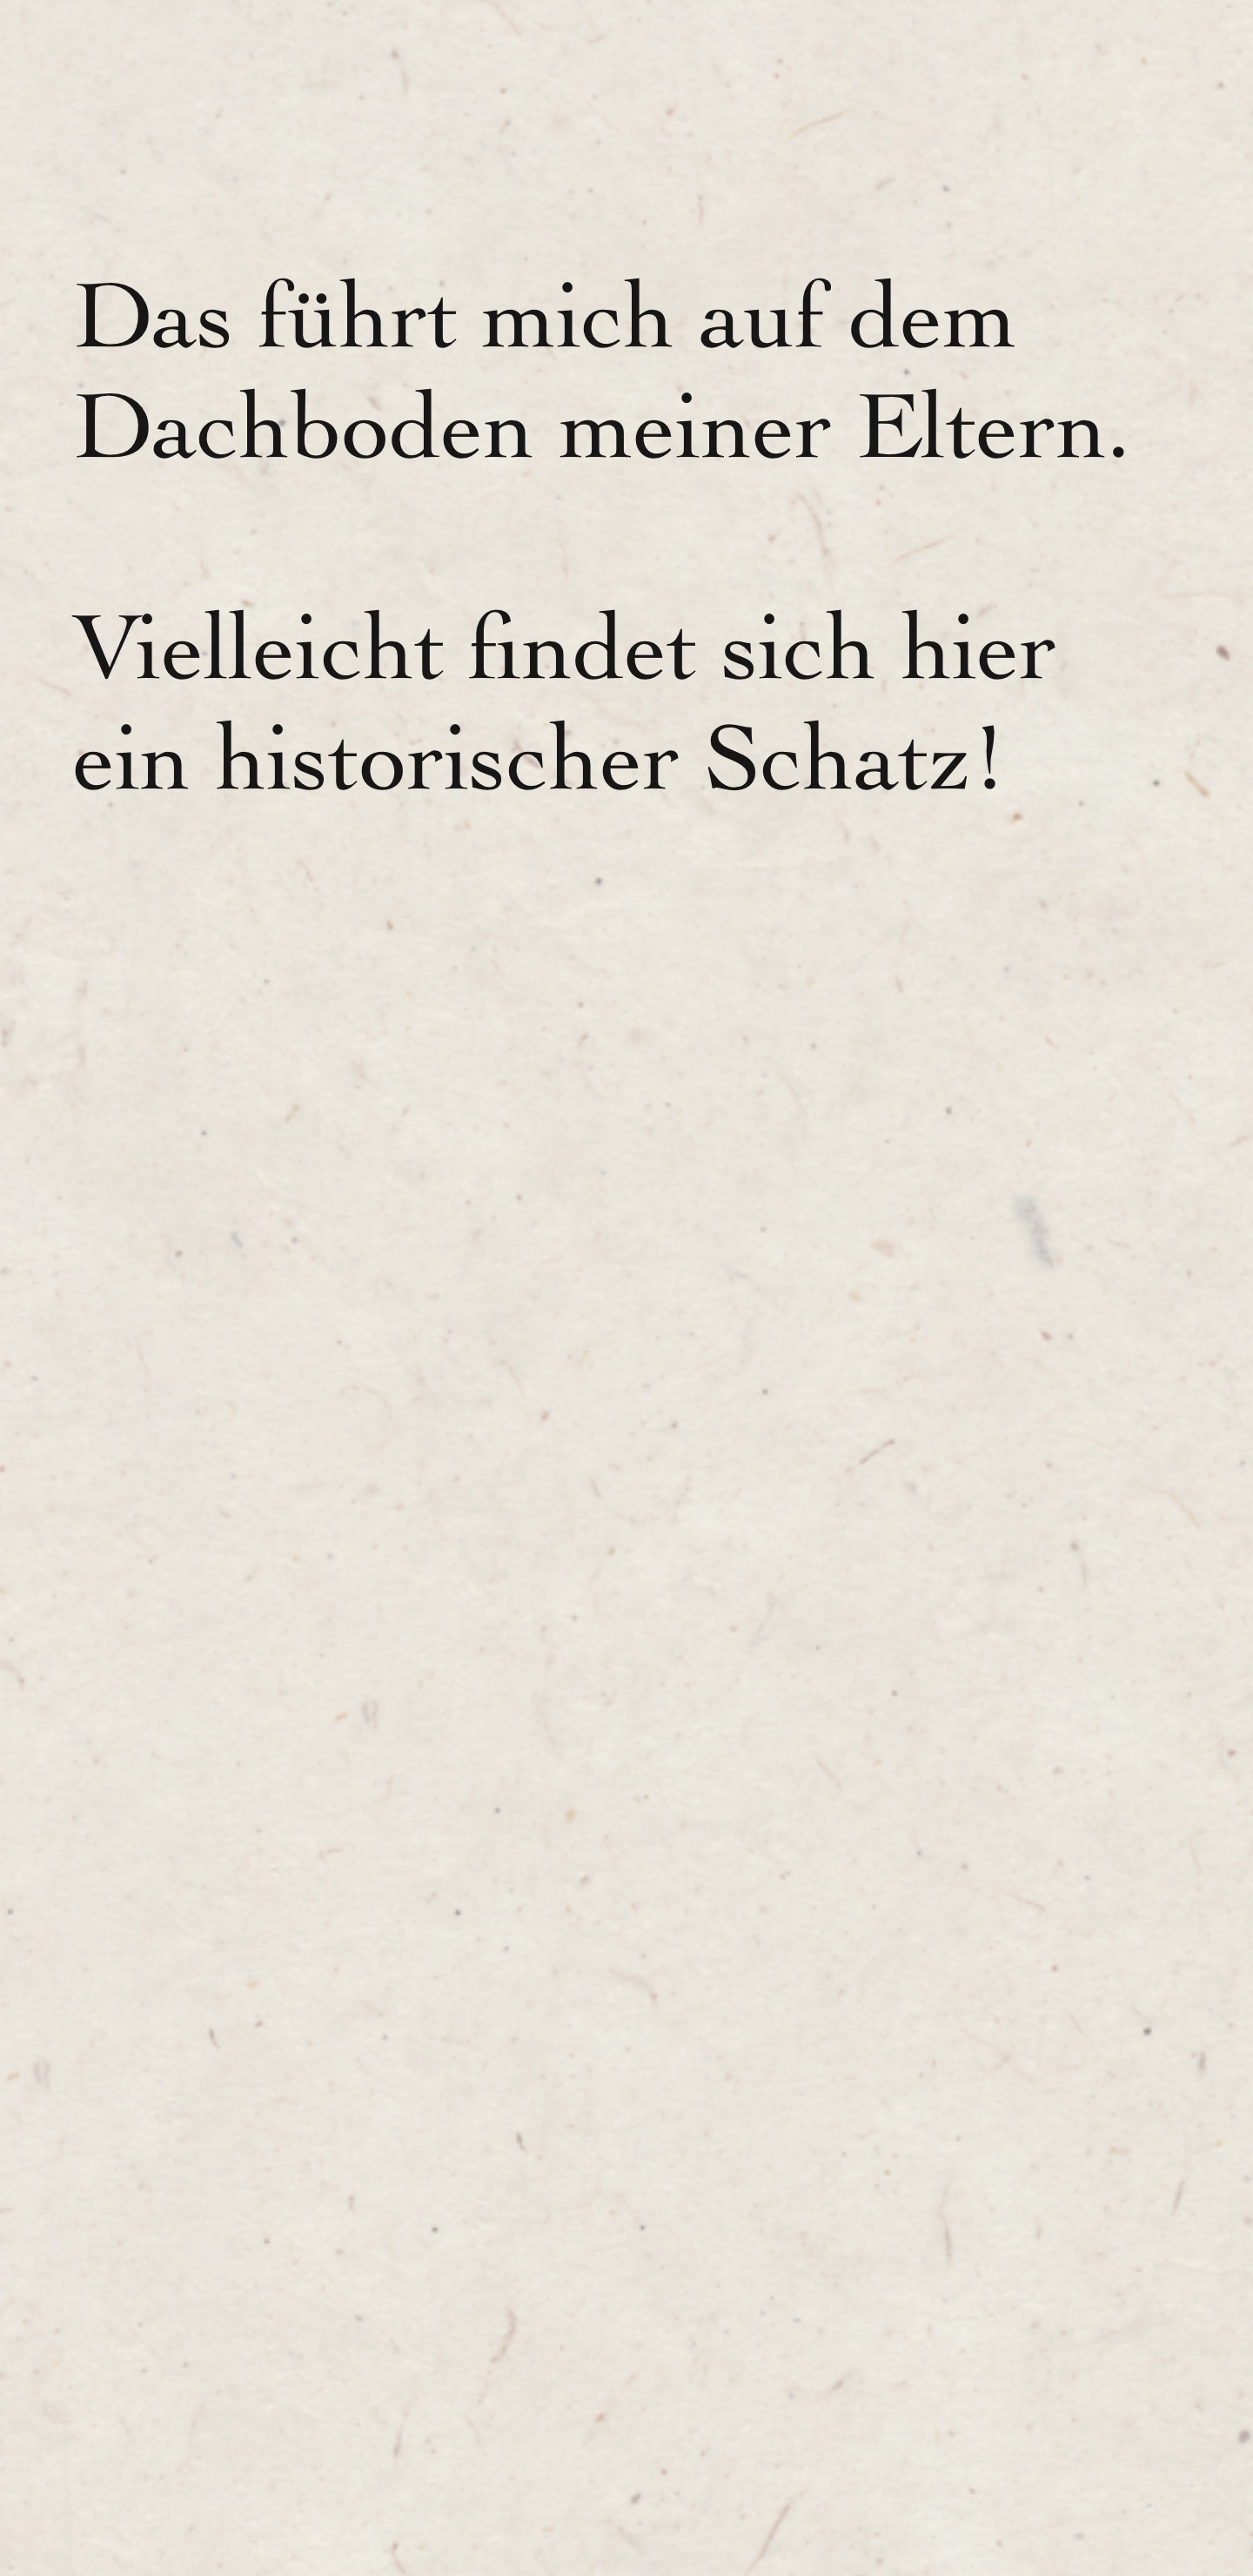 Das führt mich auf dem
Dachboden meiner Eltern.
Vielleicht findet sich hier
ein historischer Schatz!